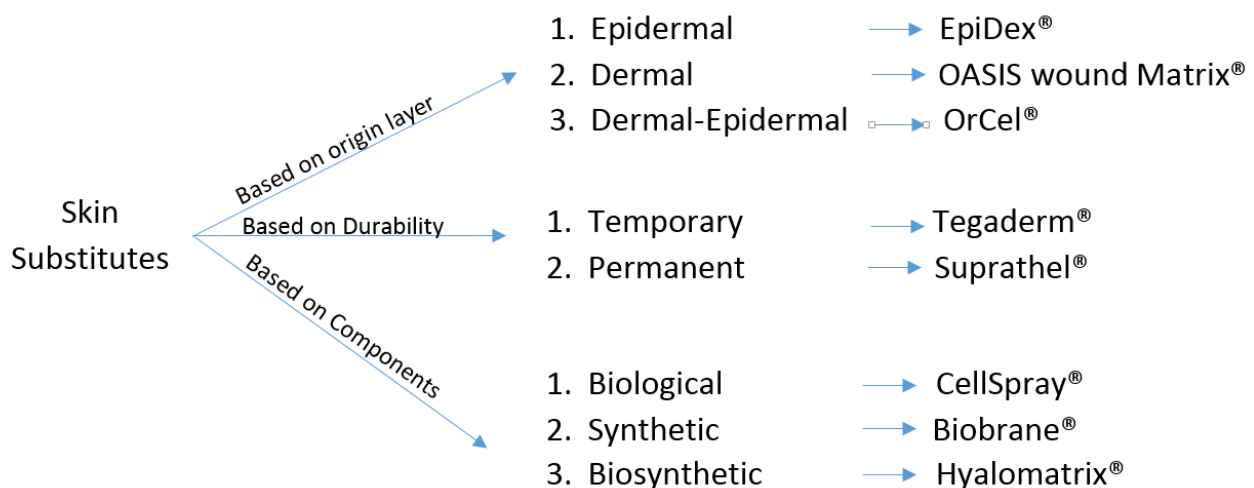 Skin
Substitutes
Based on origin layer
1. Epidermal EpiDex®
2. Dermal OASIS wound Matrix®
3. Dermal-Epidermal OrCel®
Based on Durability
1. Temporary Tegaderm®
2. Permanent Suprathel®
Based on Components
1. Biological CellSpray®
2. Synthetic Biobrane®
3. Biosynthetic Hyalomatrix®